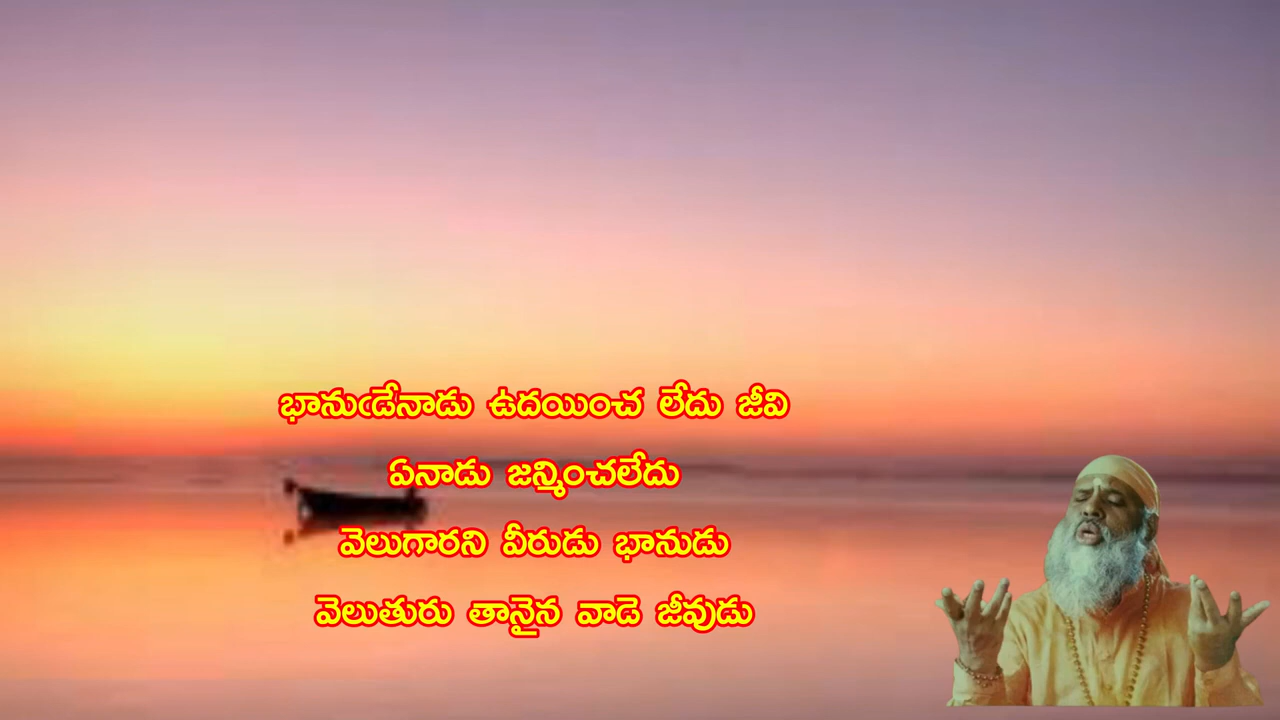 భానుఁడేనాడు ఉదయించ లేదు జీవి
ఏనాడు జన్మించలేదు
వెలుగారని వీరుడు భానుడు
వెలుతురు తానైన వాడె జీవుడు